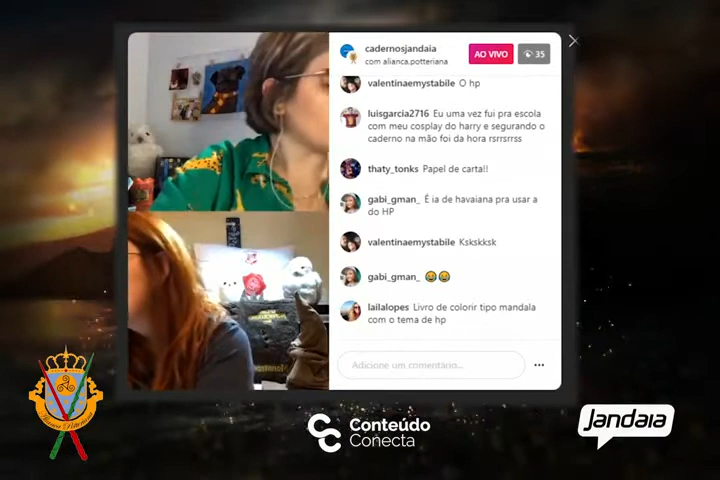 cadernosjandaia
com alianca.potteriana
AO VIVO
35
valentinaemystabile O hp
luisgarcia2716 Eu uma vez fui pra escola
com meu cosplay do harry e segurando o
caderno na mão foi da hora rsrrsrrss
thaty_tonks Papel de carta!!
gabi_gman_ É ia de havaiana pra usar a
do HP
valentinaemystabile Kskskksk
gabi_gman_ 😂😂
lailalopes Livro de colorir tipo mandala
com o tema de hp
Adicione um comentário...
Conteúdo
Conecta
Jandaia